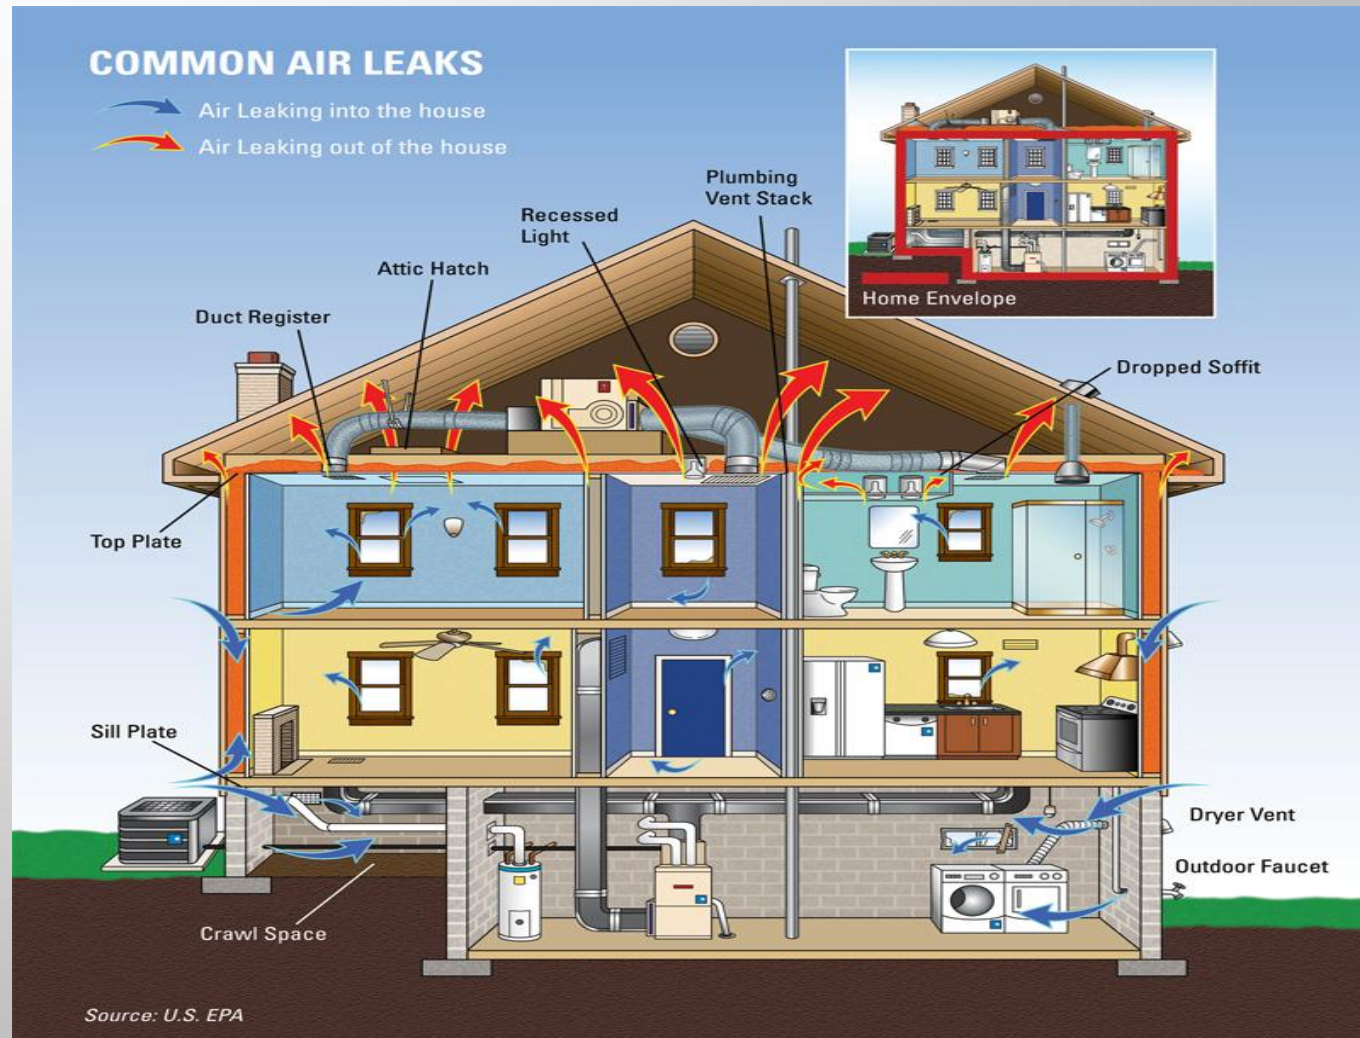 COMMON AIR LEAKS
Air Leaking into the house
Air Leaking out of the house
Home Envelope
Plumbing
Vent Stack
Recessed
Light
Attic Hatch
Duct Register
Dropped Soffit
Top Plate
Sill Plate
Dryer Vent
Outdoor Faucet
Crawl Space
Source: U.S. EPA